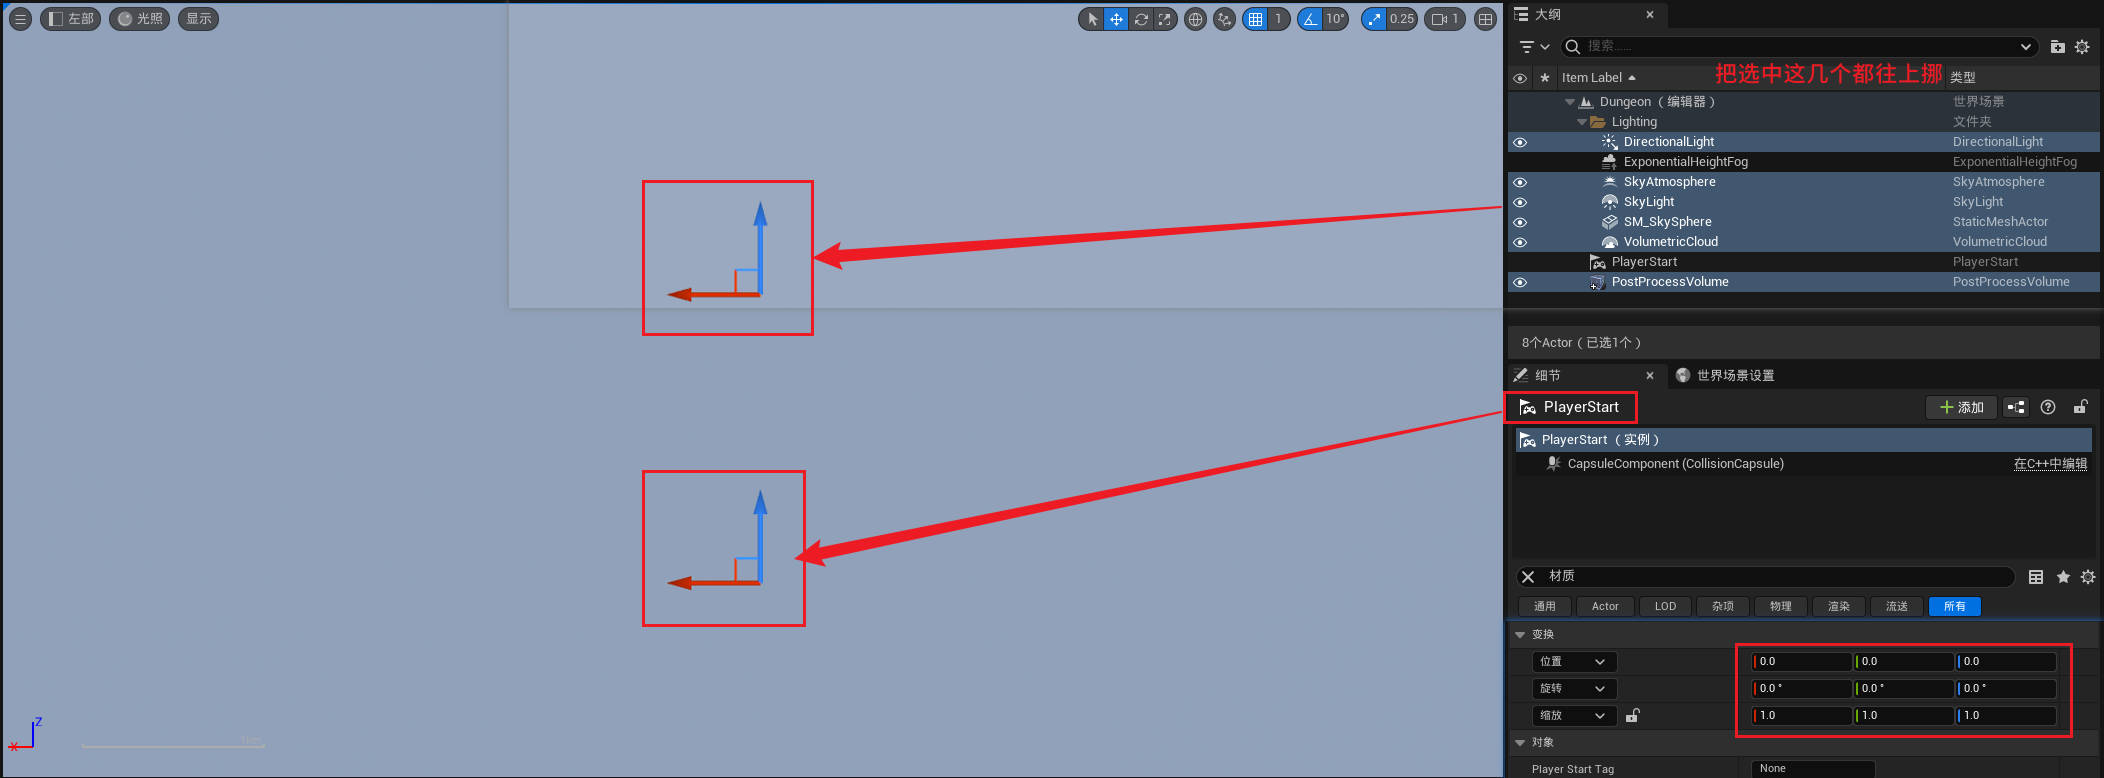 左部 光照 显示 1 10° 0.25 1
大纲
搜索......
把选中这几个都往上挪
Item Label 类型
Dungeon（编辑器） 世界场景
Lighting 文件夹
DirectionalLight DirectionalLight
ExponentialHeightFog ExponentialHeightFog
SkyAtmosphere SkyAtmosphere
SkyLight SkyLight
SM_SkySphere StaticMeshActor
VolumetricCloud VolumetricCloud
PlayerStart PlayerStart
PostProcessVolume PostProcessVolume
8个Actor（已选1个）
细节 世界场景设置
PlayerStart 添加
PlayerStart （实例）
CapsuleComponent (CollisionCapsule) 在C++中编辑
材质
通用 Actor LOD 杂项 物理 渲染 流送 所有
变换
位置 0.0 0.0 0.0
旋转 0.0° 0.0° 0.0°
缩放 1.0 1.0 1.0
对象
Player Start Tag None
Z
X